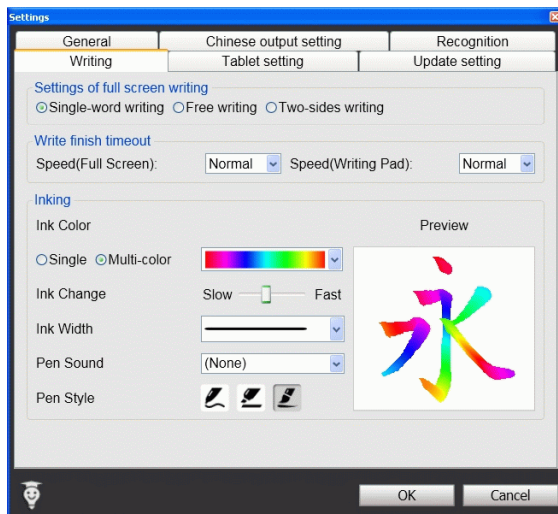 Settings
General Chinese output setting Recognition
Writing Tablet setting Update setting
Settings of full screen writing
Single-word writing Free writing Two-sides writing
Write finish timeout
Speed(Full Screen): Normal Speed(Writing Pad): Normal
Inking
Ink Color Preview
Single Multi-color
Ink Change Slow Fast
Ink Width
Pen Sound (None)
Pen Style
永
OK Cancel